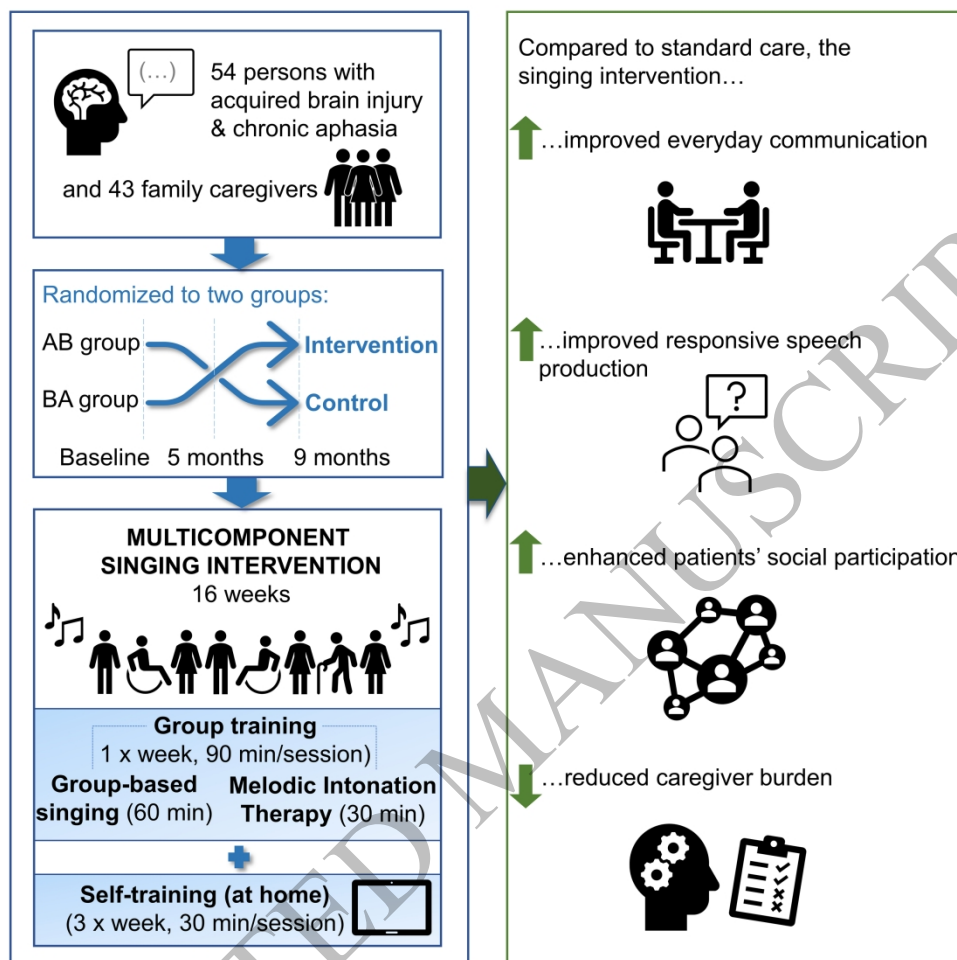 (...)
54 persons with
acquired brain injury
& chronic aphasia
and 43 family caregivers
Randomized to two groups:
AB group
Intervention
BA group
Control
Baseline 5 months 9 months
MULTICOMPONENT
SINGING INTERVENTION
16 weeks
Group training
1 x week, 90 min/session)
Group-based
singing (60 min)
Melodic Intonation
Therapy (30 min)
Self-training (at home)
(3 x week, 30 min/session)
Compared to standard care, the
singing intervention…
…improved everyday communication
…improved responsive speech
production
?
…enhanced patients’ social participation
…reduced caregiver burden
TED MANUSCRIP